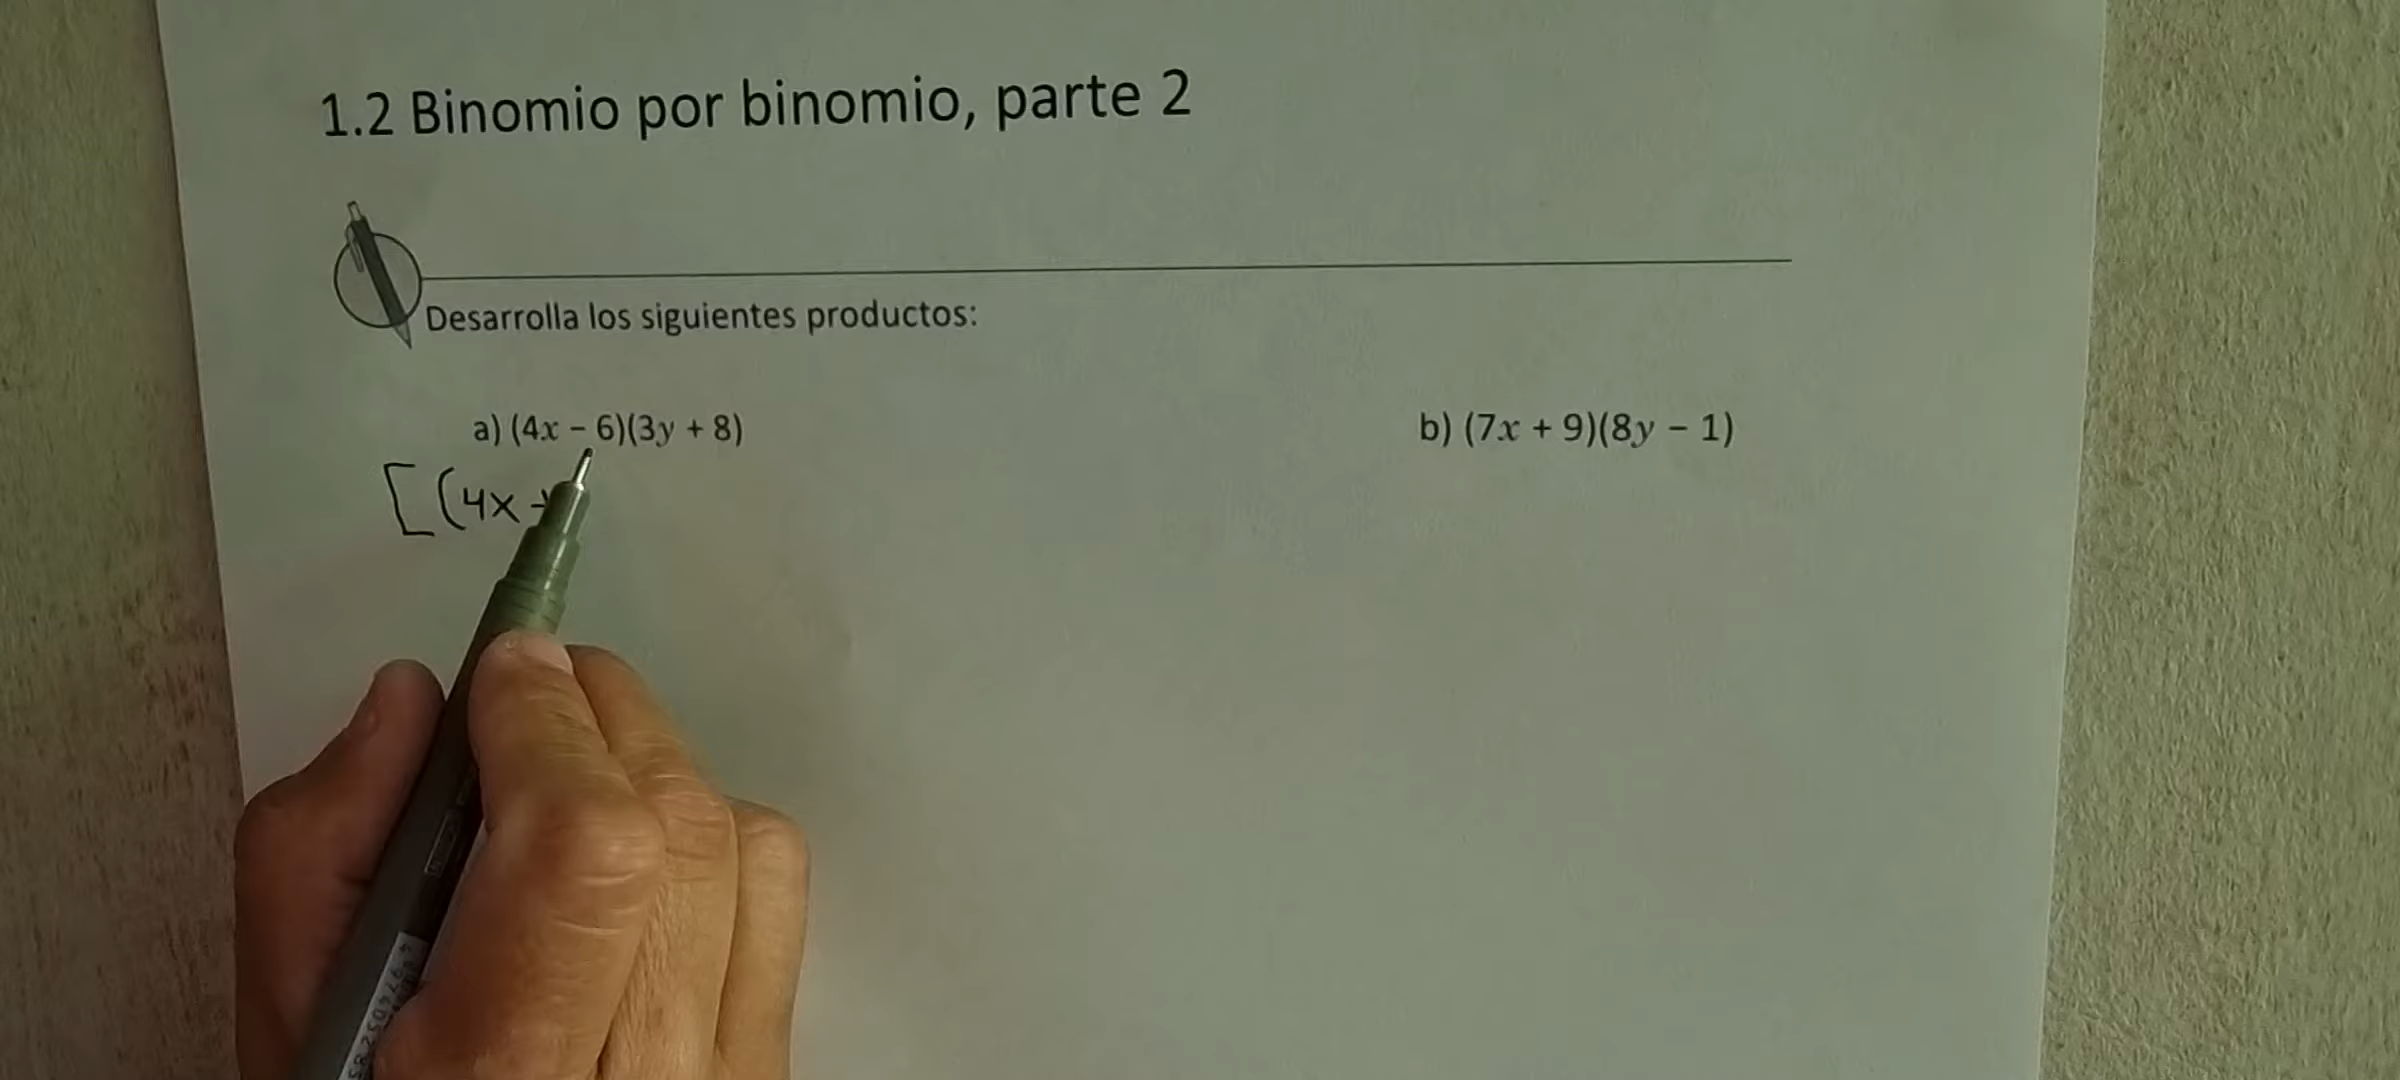 1.2 Binomio por binomio, parte 2
Desarrolla los siguientes productos:
a) (4x − 6)(3y + 8)
b) (7x + 9)(8y − 1)
[(4x +